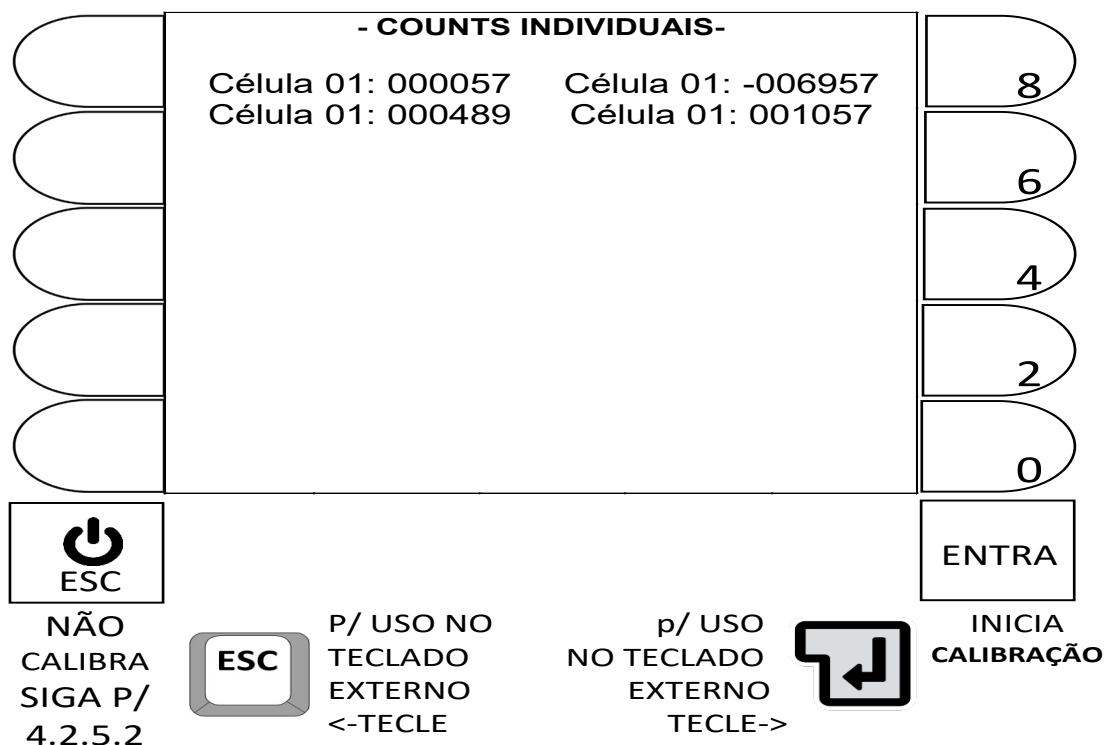 - COUNTS INDIVIDUAIS-
Célula 01: 000057 Célula 01: -006957
Célula 01: 000489 Célula 01: 001057
8
6
4
2
0
ESC
ENTRA
NÃO
CALIBRA
SIGA P/
4.2.5.2
ESC
P/ USO NO
TECLADO
EXTERNO
<-TECLE
p/ USO
NO TECLADO
EXTERNO
TECLE->
INICIA
CALIBRAÇÃO